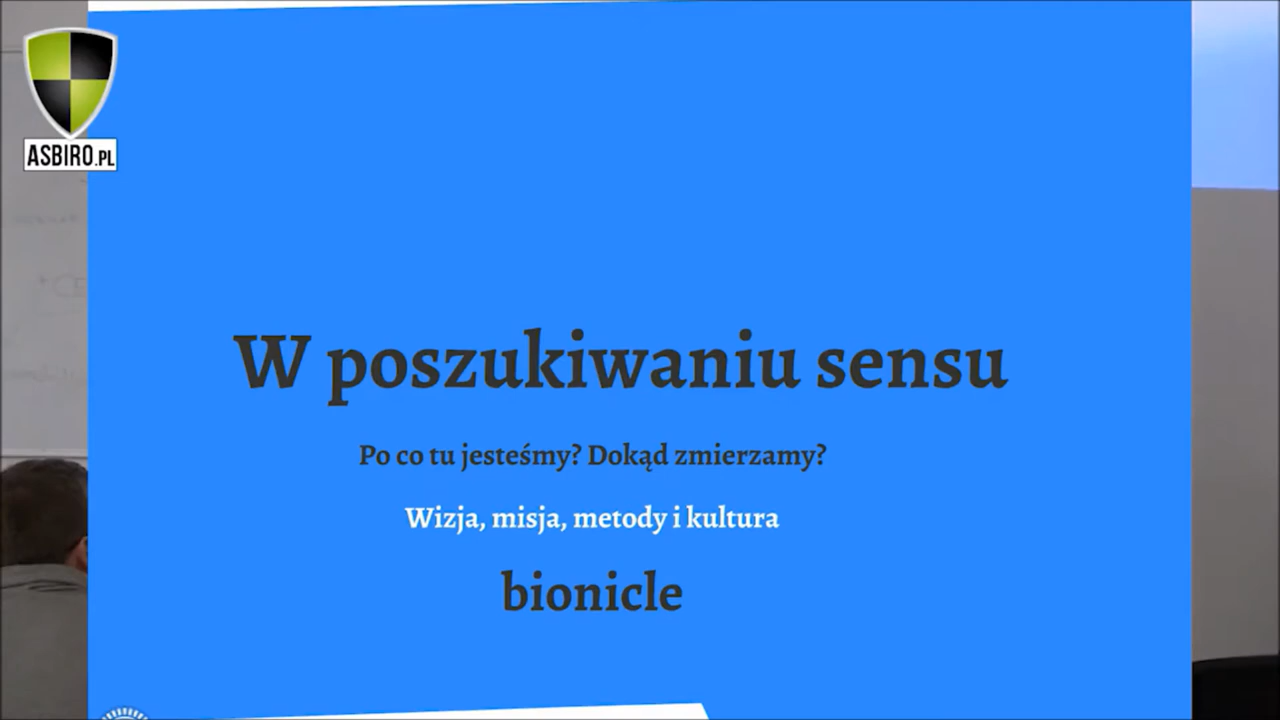 ASBIRO.PL
W poszukiwaniu sensu
Po co tu jesteśmy? Dokąd zmierzamy?
Wizja, misja, metody i kultura
bionicle